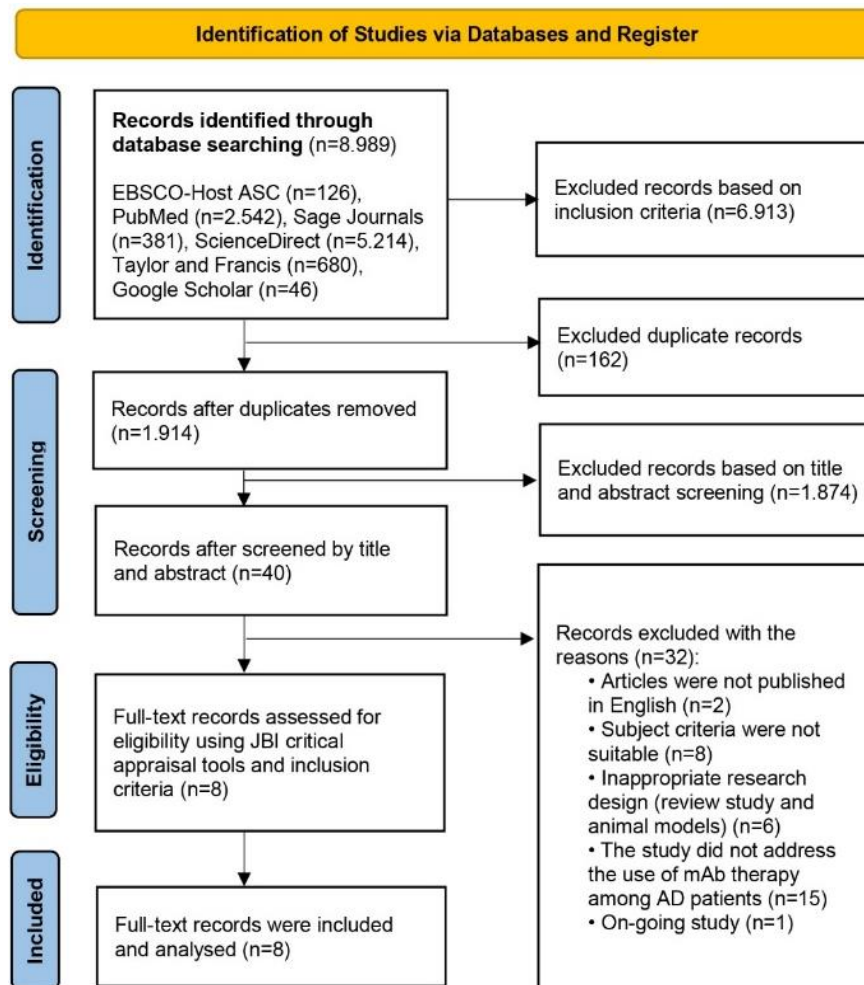 Identification of Studies via Databases and Register
Identification
Records identified through
database searching (n=8.989)
EBSCO-Host ASC (n=126),
PubMed (n=2.542), Sage Journals
(n=381), ScienceDirect (n=5.214),
Taylor and Francis (n=680),
Google Scholar (n=46)
Excluded records based on
inclusion criteria (n=6.913)
Excluded duplicate records
(n=162)
Screening
Records after duplicates removed
(n=1.914)
Excluded records based on title
and abstract screening (n=1.874)
Records after screened by title
and abstract (n=40)
Records excluded with the
reasons (n=32):
• Articles were not published
in English (n=2)
• Subject criteria were not
suitable (n=8)
• Inappropriate research
design (review study and
animal models) (n=6)
• The study did not address
the use of mAb therapy
among AD patients (n=15)
• On-going study (n=1)
Eligibility
Full-text records assessed for
eligibility using JBI critical
appraisal tools and inclusion
criteria (n=8)
Included
Full-text records were included
and analysed (n=8)